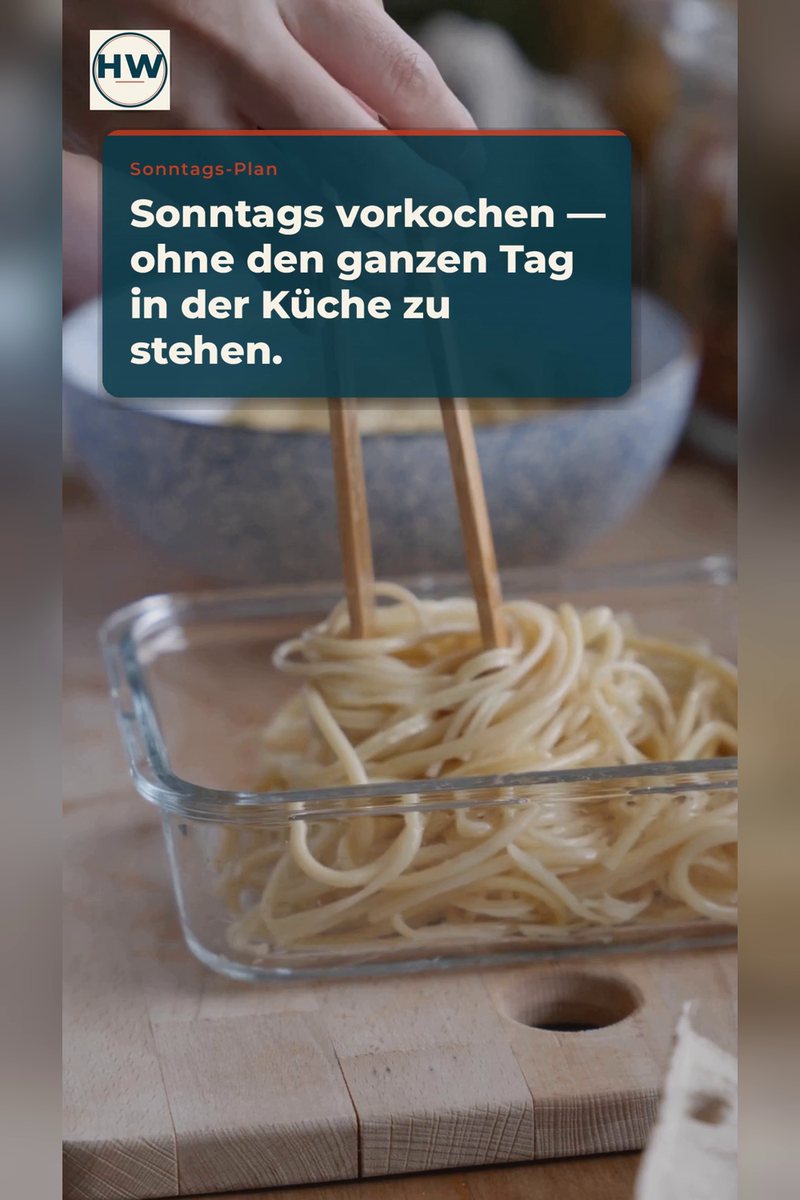 HW
Sonntags-Plan
Sonntags vorkochen —
ohne den ganzen Tag
in der Küche zu
stehen.